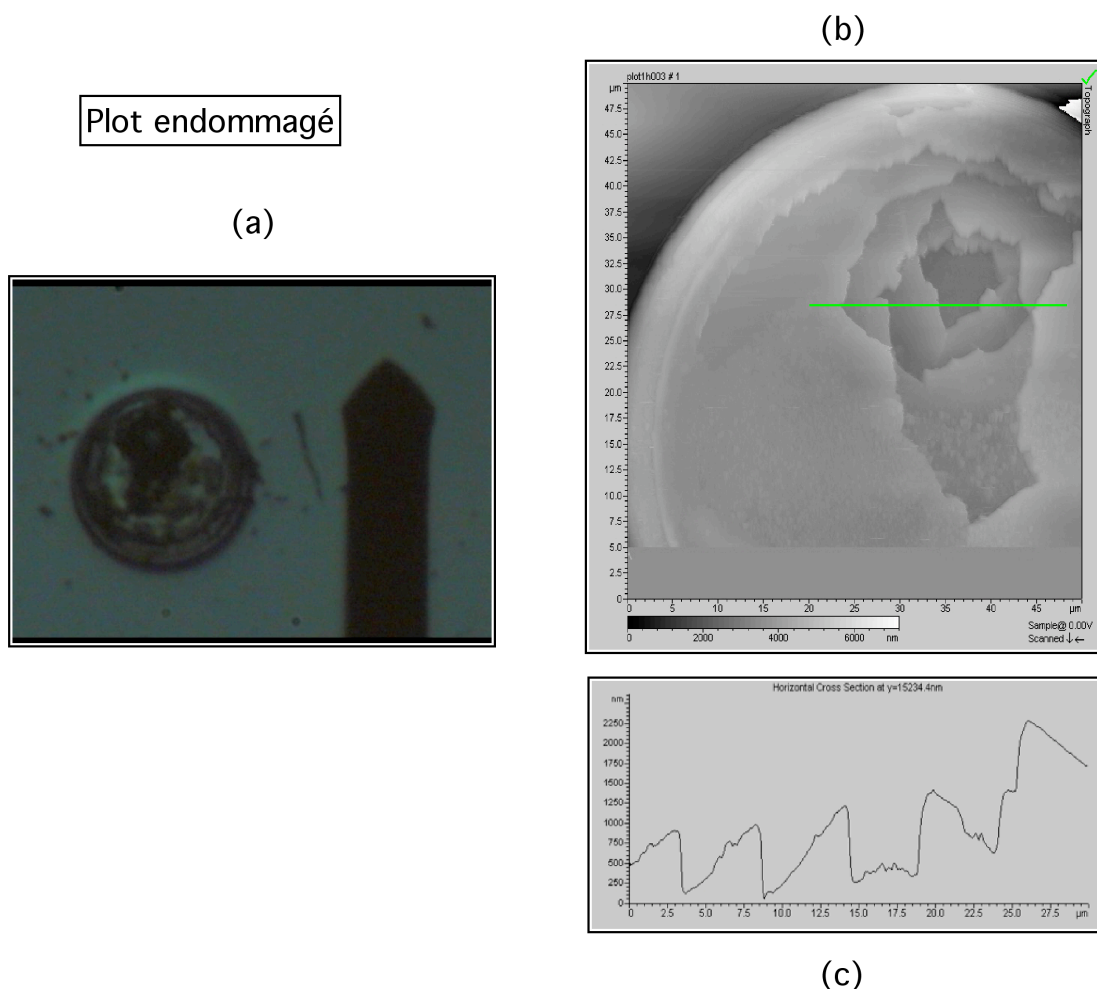 (b)
Plot endommagé
(a)
plot1h003 # 1
µm
Topograph
47.5
45.0
42.5
40.0
37.5
35.0
32.5
30.0
27.5
25.0
22.5
20.0
17.5
15.0
12.5
10.0
7.5
5.0
2.5
0
0 5 10 15 20 25 30 35 40 45 µm
0 2000 4000 6000 nm
Sample@ 0.00V
Scanned ↓←
Horizontal Cross Section at y=15234.4nm
nm
2250
2000
1750
1500
1250
1000
750
500
250
0
0 2.5 5.0 7.5 10.0 12.5 15.0 17.5 20.0 22.5 25.0 27.5 µm
(c)